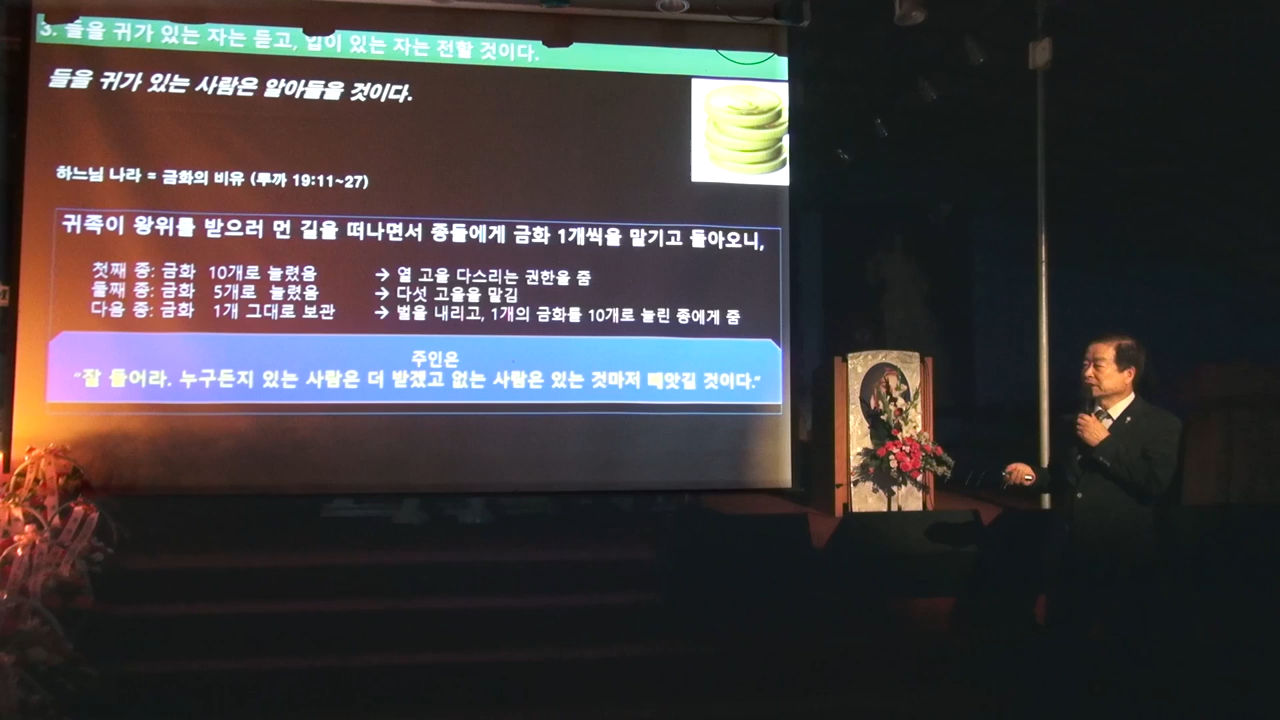 3. 들을 귀가 있는 자는 듣고, 입이 있는 자는 전할 것이다.
들을 귀가 있는 사람은 알아들을 것이다.
하느님 나라 = 금화의 비유 (루까 19:11~27)
귀족이 왕위를 받으러 먼 길을 떠나면서 종들에게 금화 1개씩을 맡기고 돌아오니,
첫째 종: 금화 10개로 늘렸음 → 열 고을 다스리는 권한을 줌
둘째 종: 금화 5개로 늘렸음 → 다섯 고을을 맡김
다음 종: 금화 1개 그대로 보관 → 벌을 내리고, 1개의 금화를 10개로 늘린 종에게 줌
주인은
“잘 들어라. 누구든지 있는 사람은 더 받겠고 없는 사람은 있는 것마저 빼앗길 것이다.”